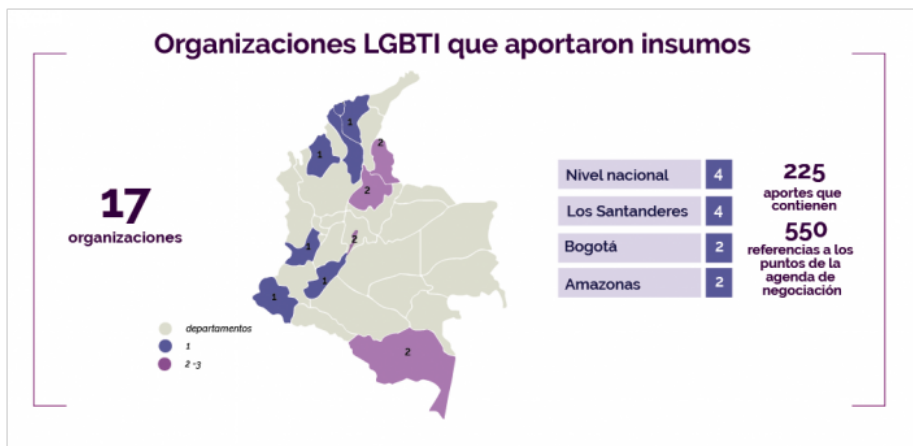 Organizaciones LGBTI que aportaron insumos
17
organizaciones
1
1
2
2
2
1
1
1
2
departamentos
1
2 -3
Nivel nacional 4
Los Santanderes 4
Bogotá 2
Amazonas 2
225
aportes que
contienen
550
referencias a los
puntos de la
agenda de
negociación